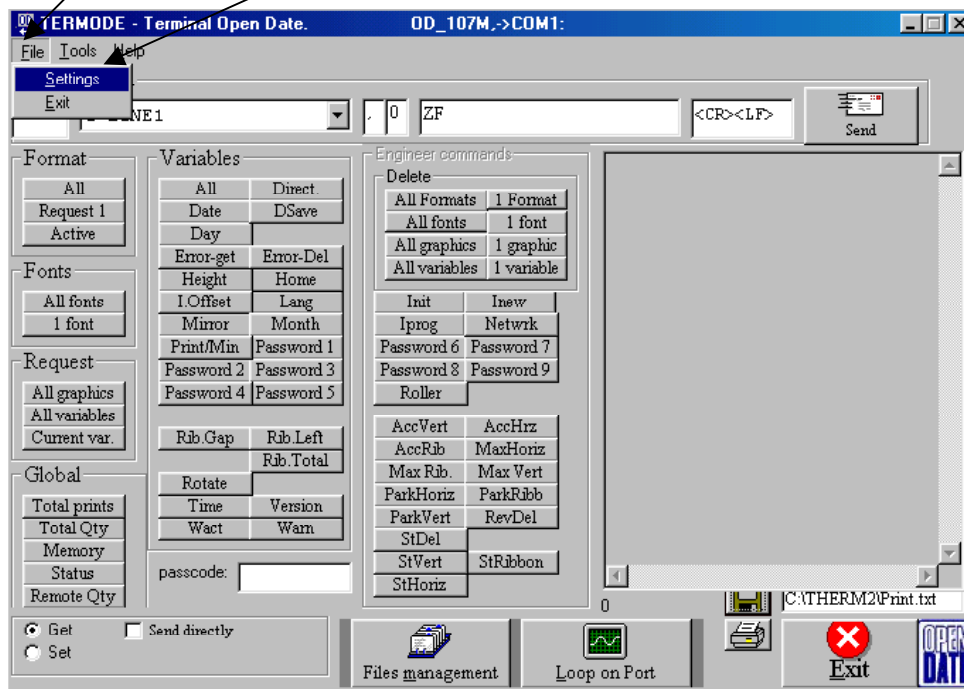 TERMODE - Terminal Open Date. OD_107M,->COM1:
File Tools Help
Settings
Exit
, 0 ZF <CR><LF> Send
Format
All
Request 1
Active
Fonts
All fonts
1 font
Request
All graphics
All variables
Current var.
Global
Total prints
Total Qty
Memory
Status
Remote Qty
Variables
All Direct.
Date DSave
Day
Error-get Error-Del
Height Home
I.Offset Lang
Mirror Month
Print/Min Password 1
Password 2 Password 3
Password 4 Password 5
Rib.Gap Rib.Left
Rib.Total
Rotate
Time Version
Wact Warn
passcode:
Engineer commands
Delete
All Formats 1 Format
All fonts 1 font
All graphics 1 graphic
All variables 1 variable
Init Inew
Iprog Netwrk
Password 6 Password 7
Password 8 Password 9
Roller
AccVert AccHrz
AccRib MaxHoriz
Max Rib. Max Vert
ParkHoriz ParkRibb
ParkVert RevDel
StDel
StVert StRibbon
StHoriz
0
C:\THERM2\Print.txt
Get Send directly
Set
Files management
Loop on Port
Exit
OPEN
DATE